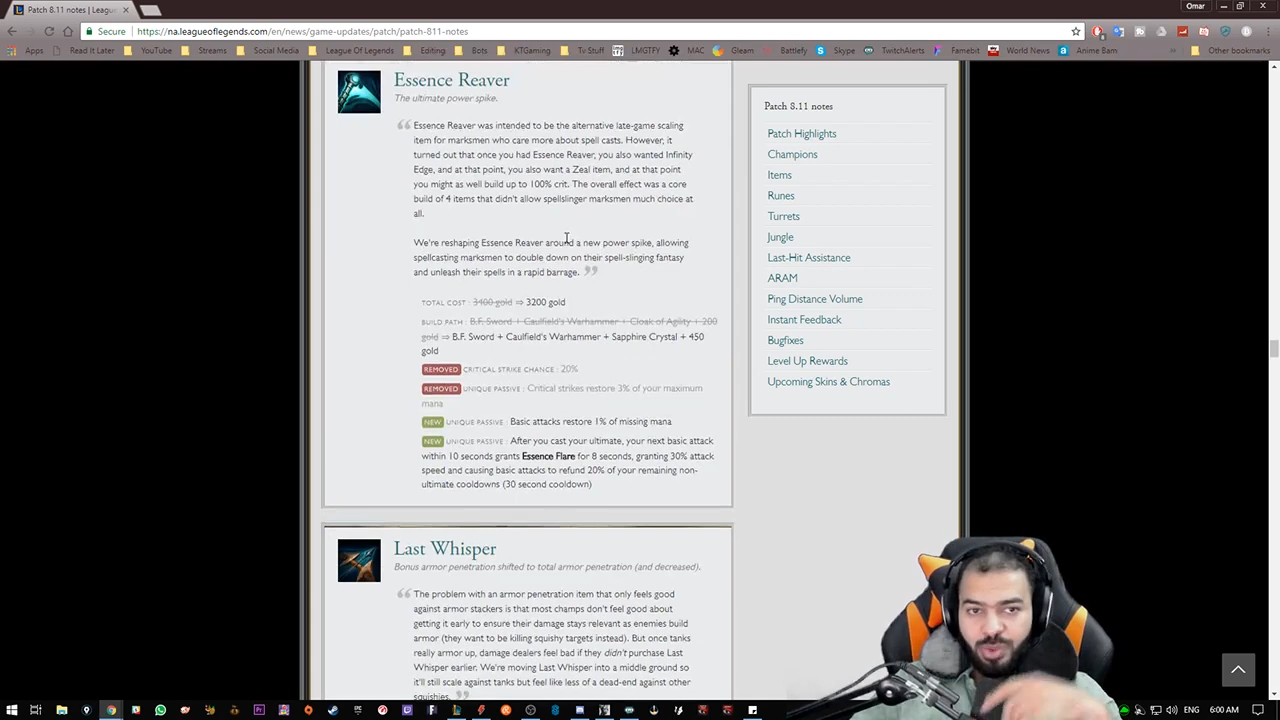 Patch 8.11 notes | Leagu
Omar
Secure
https://na.leagueoflegends.com/en/news/game-updates/patch/patch-811-notes
Apps Read It Later YouTube Streams Social Media League Of Legends Editing Bots KTGaming Tv Stuff LMGTFY MAC Gleam Battlefy Skype TwitchAlerts Famebit World News Anime Bam Other bookmarks
Essence Reaver
The ultimate power spike.
Essence Reaver was intended to be the alternative late-game scaling
item for marksmen who care more about spell casts. However, it
turned out that once you had Essence Reaver, you also wanted Infinity
Edge, and at that point, you also want a Zeal item, and at that point
you might as well build up to 100% crit. The overall effect was a core
build of 4 items that didn't allow spellslinger marksmen much choice at
all.
We're reshaping Essence Reaver around a new power spike, allowing
spellcasting marksmen to double down on their spell-slinging fantasy
and unleash their spells in a rapid barrage.
TOTAL COST : 3400 gold ⇒ 3200 gold
BUILD PATH : B.F. Sword + Caulfield's Warhammer + Cloak of Agility + 200
gold ⇒ B.F. Sword + Caulfield's Warhammer + Sapphire Crystal + 450
gold
REMOVED CRITICAL STRIKE CHANCE : 20%
REMOVED UNIQUE PASSIVE : Critical strikes restore 3% of your maximum
mana
NEW UNIQUE PASSIVE : Basic attacks restore 1% of missing mana
NEW UNIQUE PASSIVE : After you cast your ultimate, your next basic attack
within 10 seconds grants Essence Flare for 8 seconds, granting 30% attack
speed and causing basic attacks to refund 20% of your remaining non-
ultimate cooldowns (30 second cooldown)
Last Whisper
Bonus armor penetration shifted to total armor penetration (and decreased).
The problem with an armor penetration item that only feels good
against armor stackers is that most champs don't feel good about
getting it early to ensure their damage stays relevant as enemies build
armor (they want to be killing squishy targets instead). But once tanks
really armor up, damage dealers feel bad if they didn't purchase Last
Whisper earlier. We're moving Last Whisper into a middle ground so
it'll still scale against tanks but feel like less of a dead-end against other
squishies.
Patch 8.11 notes
Patch Highlights
Champions
Items
Runes
Turrets
Jungle
Last-Hit Assistance
ARAM
Ping Distance Volume
Instant Feedback
Bugfixes
Level Up Rewards
Upcoming Skins & Chromas
ENG 6:00 AM